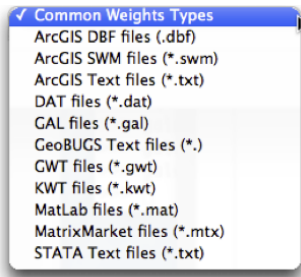 ✓ Common Weights Types
ArcGIS DBF files (.dbf)
ArcGIS SWM files (*.swm)
ArcGIS Text files (*.txt)
DAT files (*.dat)
GAL files (*.gal)
GeoBUGS Text files (*.)
GWT files (*.gwt)
KWT files (*.kwt)
MatLab files (*.mat)
MatrixMarket files (*.mtx)
STATA Text files (*.txt)